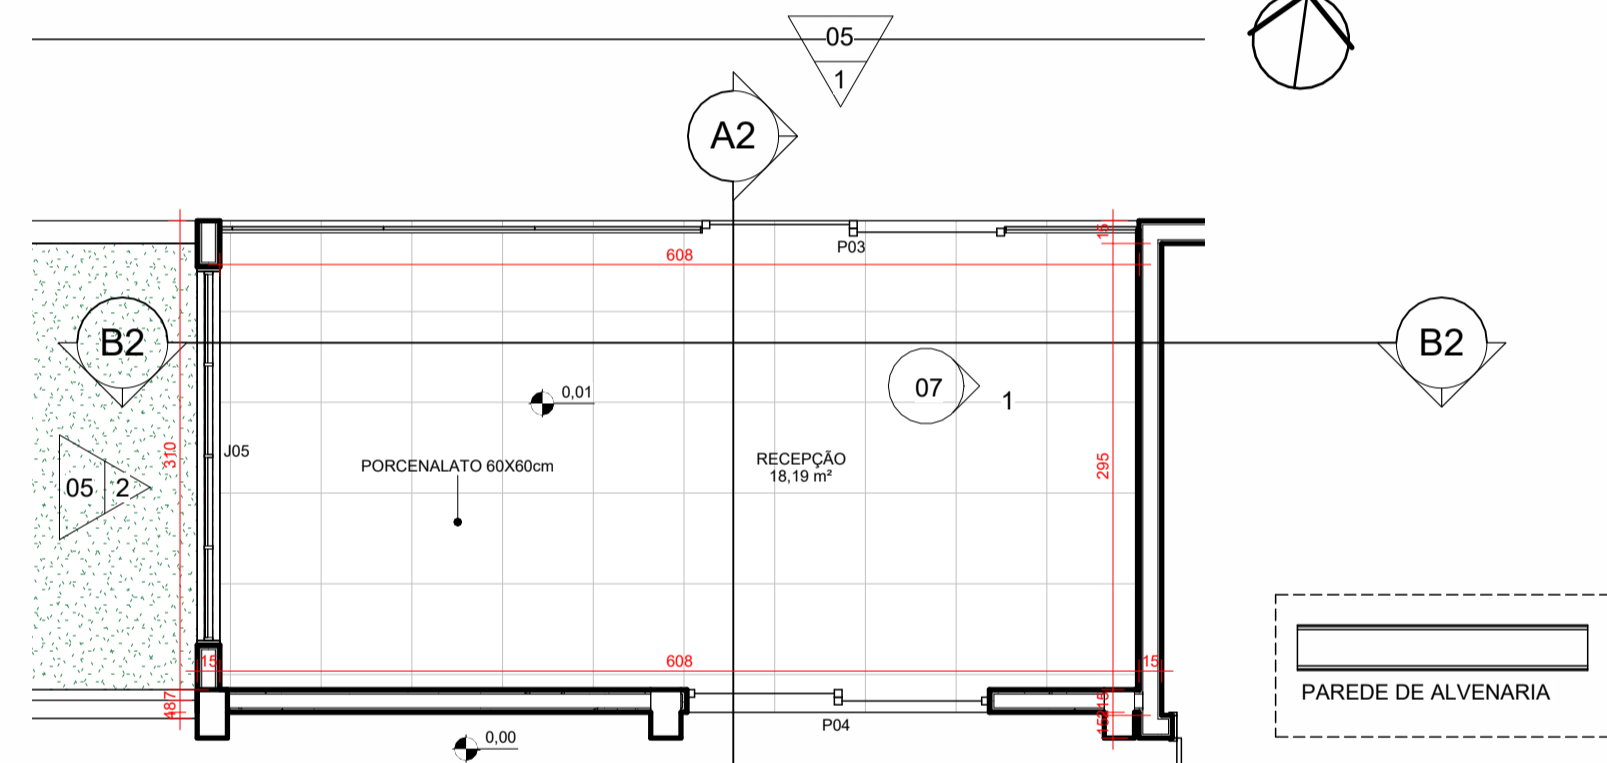 05
1
A2
P03
15
608
B2
B2
07
1
0,01
310
J05
PORCENALATO 60X60cm
RECEPÇÃO
18,19 m²
295
05
2
15
608
15
487
15
P04
0,00
PAREDE DE ALVENARIA